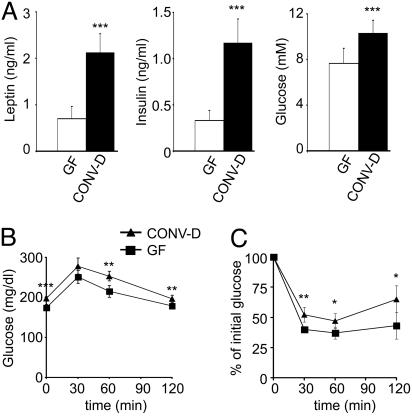 A
Leptin (ng/ml)
3
2
1
0
***
GF
CONV-D
Insulin (ng/ml)
1.5
1.0
0.5
0
***
GF
CONV-D
Glucose (mM)
12
8
4
0
***
GF
CONV-D
B
CONV-D
GF
Glucose (mg/dl)
300
200
100
0
***
**
**
0 30 60 90 120
time (min)
C
% of initial glucose
100
75
50
25
0
**
*
*
0 30 60 90 120
time (min)